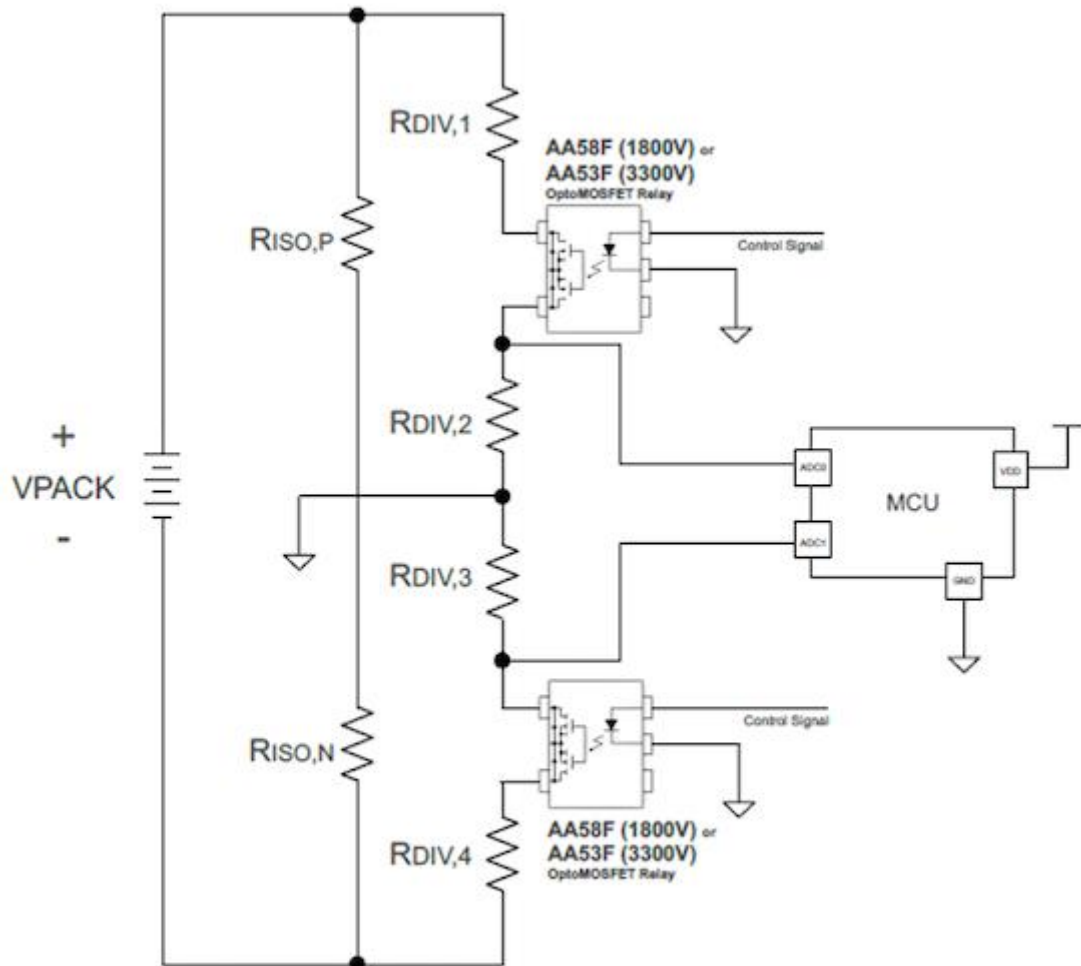 RDIV,1
AA58F (1800V) or
AA53F (3300V)
OptoMOSFET Relay
Control Signal
RISO,P
RDIV,2
+
VPACK
-
ADC0
VDD
MCU
ADC1
GND
RDIV,3
Control Signal
RISO,N
AA58F (1800V) or
AA53F (3300V)
OptoMOSFET Relay
RDIV,4